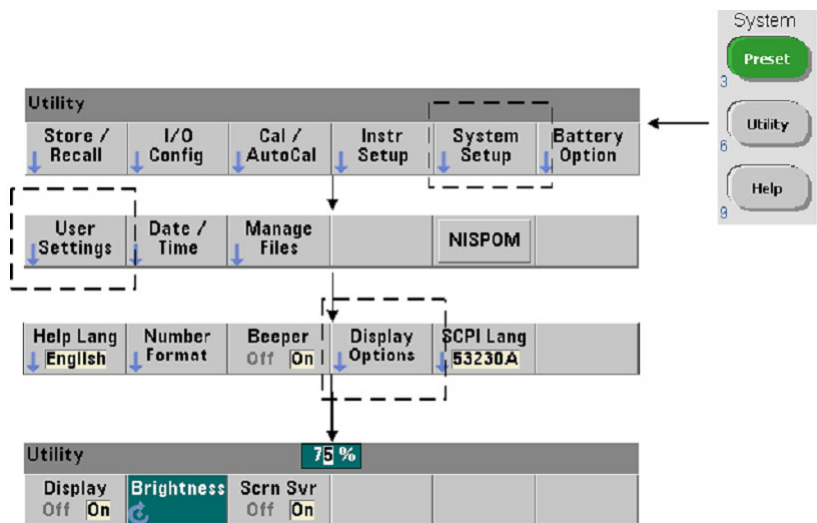 System
Preset
3
Utility
6
Help
9
Utility
Store / Recall
I/O Config
Cal / AutoCal
Instr Setup
System Setup
Battery Option
User Settings
Date / Time
Manage Files
NISPOM
Help Lang English
Number Format
Beeper Off On
Display Options
SCPI Lang 53230A
Utility 75 %
Display Off On
Brightness
Scrn Svr Off On